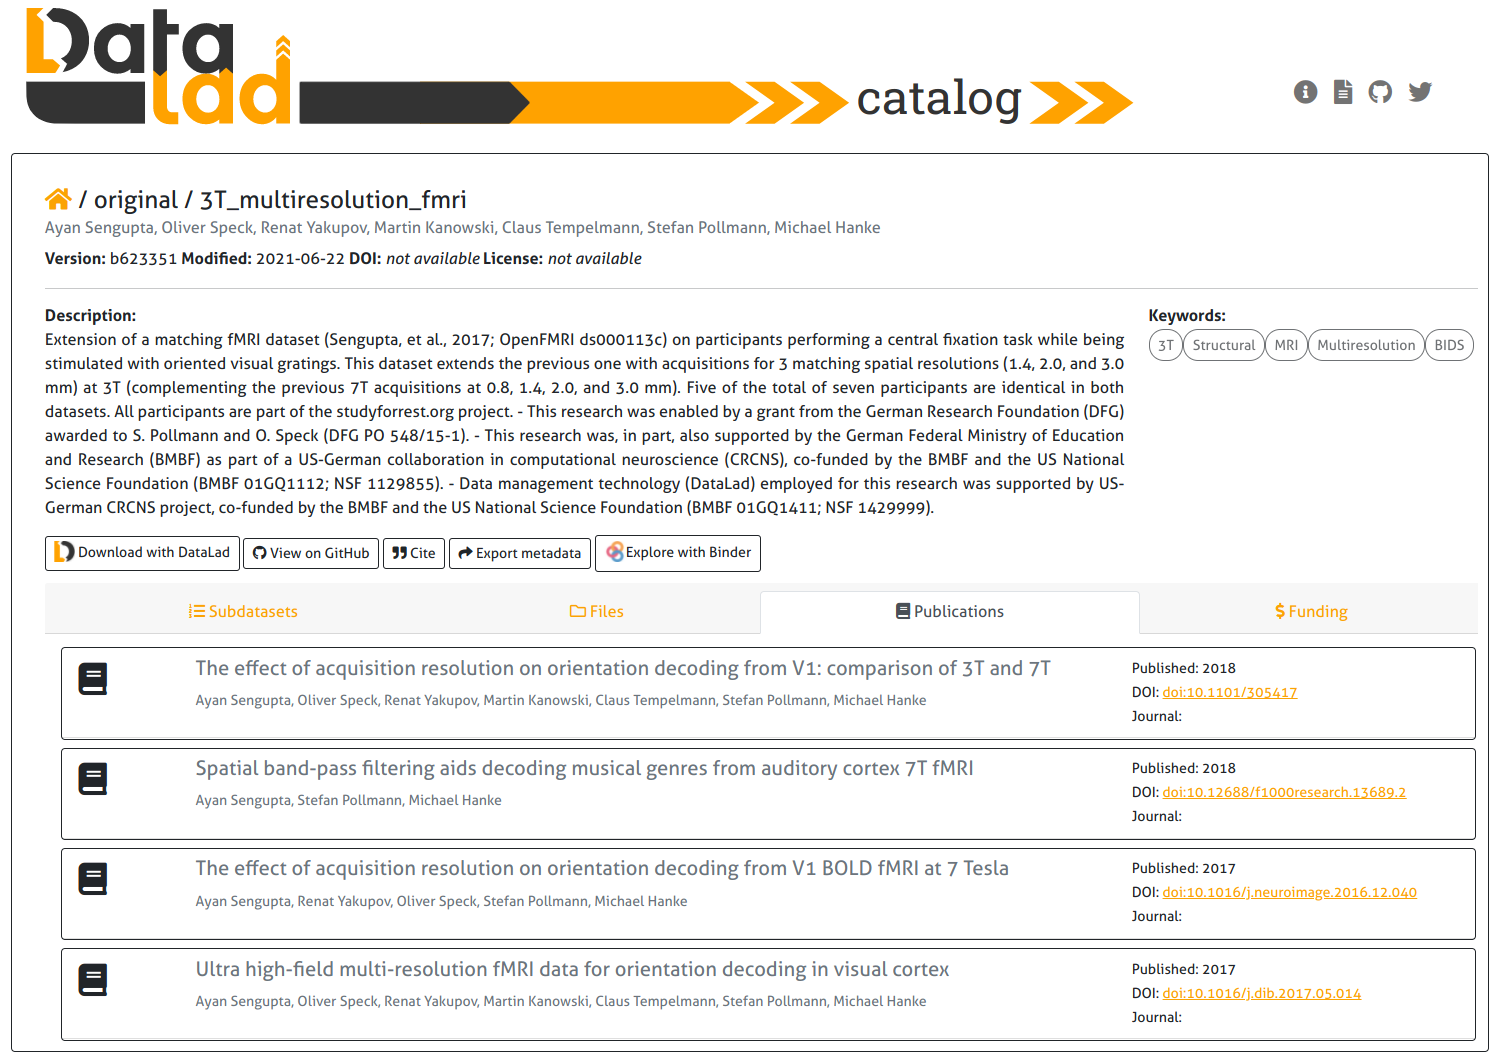 Data
lad
catalog
/ original / 3T_multiresolution_fmri
Ayan Sengupta, Oliver Speck, Renat Yakupov, Martin Kanowski, Claus Tempelmann, Stefan Pollmann, Michael Hanke
Version: b623351 Modified: 2021-06-22 DOI: not available License: not available
Description:
Extension of a matching fMRI dataset (Sengupta, et al., 2017; OpenFMRI ds000113c) on participants performing a central fixation task while being
stimulated with oriented visual gratings. This dataset extends the previous one with acquisitions for 3 matching spatial resolutions (1.4, 2.0, and 3.0
mm) at 3T (complementing the previous 7T acquisitions at 0.8, 1.4, 2.0, and 3.0 mm). Five of the total of seven participants are identical in both
datasets. All participants are part of the studyforrest.org project. - This research was enabled by a grant from the German Research Foundation (DFG)
awarded to S. Pollmann and O. Speck (DFG PO 548/15-1). - This research was, in part, also supported by the German Federal Ministry of Education
and Research (BMBF) as part of a US-German collaboration in computational neuroscience (CRCNS), co-funded by the BMBF and the US National
Science Foundation (BMBF 01GQ1112; NSF 1129855). - Data management technology (DataLad) employed for this research was supported by US-
German CRCNS project, co-funded by the BMBF and the US National Science Foundation (BMBF 01GQ1411; NSF 1429999).
Keywords:
3T Structural MRI Multiresolution BIDS
Download with DataLad View on GitHub Cite Export metadata Explore with Binder
Subdatasets Files Publications Funding
The effect of acquisition resolution on orientation decoding from V1: comparison of 3T and 7T
Ayan Sengupta, Oliver Speck, Renat Yakupov, Martin Kanowski, Claus Tempelmann, Stefan Pollmann, Michael Hanke
Published: 2018
DOI: doi:10.1101/305417
Journal:
Spatial band-pass filtering aids decoding musical genres from auditory cortex 7T fMRI
Ayan Sengupta, Stefan Pollmann, Michael Hanke
Published: 2018
DOI: doi:10.12688/f1000research.13689.2
Journal:
The effect of acquisition resolution on orientation decoding from V1 BOLD fMRI at 7 Tesla
Ayan Sengupta, Renat Yakupov, Oliver Speck, Stefan Pollmann, Michael Hanke
Published: 2017
DOI: doi:10.1016/j.neuroimage.2016.12.040
Journal:
Ultra high-field multi-resolution fMRI data for orientation decoding in visual cortex
Ayan Sengupta, Oliver Speck, Renat Yakupov, Martin Kanowski, Claus Tempelmann, Stefan Pollmann, Michael Hanke
Published: 2017
DOI: doi:10.1016/j.dib.2017.05.014
Journal: